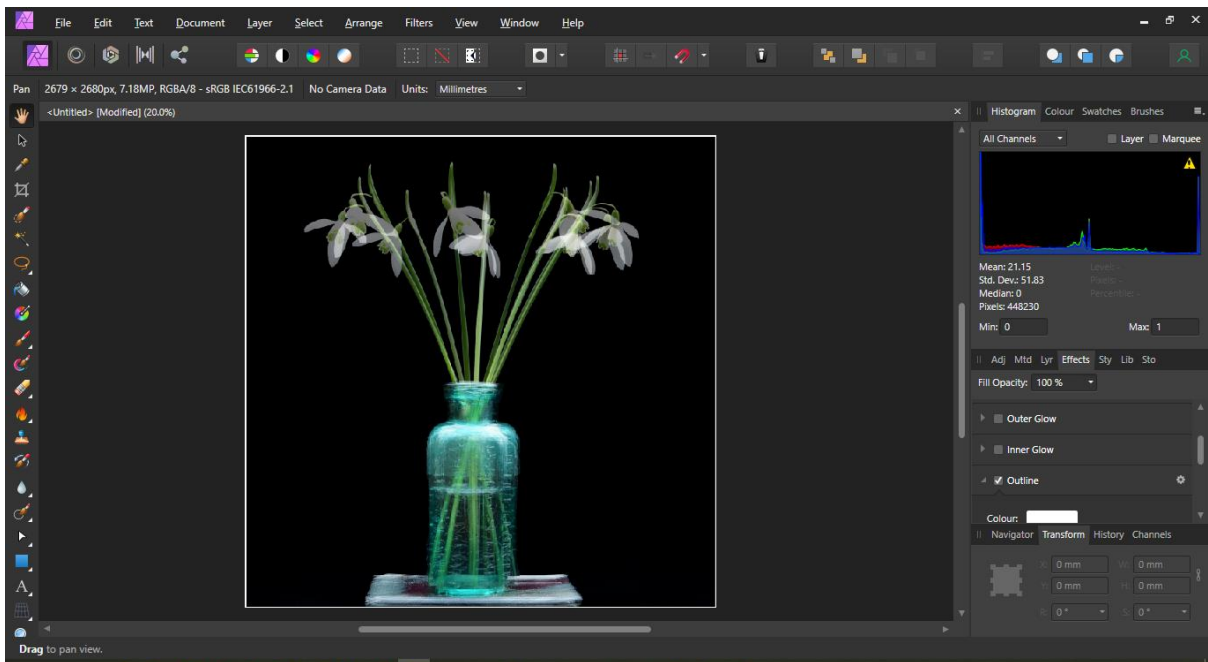 File Edit Text Document Layer Select Arrange Filters View Window Help
Pan 2679 × 2680px, 7.18MP, RGBA/8 - sRGB IEC61966-2.1 No Camera Data Units: Millimetres
<Untitled> [Modified] (20.0%)
Histogram Colour Swatches Brushes
All Channels Layer Marquee
Mean: 21.15 Level: -
Std. Dev.: 51.83 Pixels: -
Median: 0 Percentile: -
Pixels: 448230
Min: 0 Max: 1
Adj Mtd Lyr Effects Sty Lib Sto
Fill Opacity: 100 %
Outer Glow
Inner Glow
Outline
Colour:
Navigator Transform History Channels
X: 0 mm W: 0 mm
Y: 0 mm H: 0 mm
R: 0 ° S: 0 °
A
Drag to pan view.